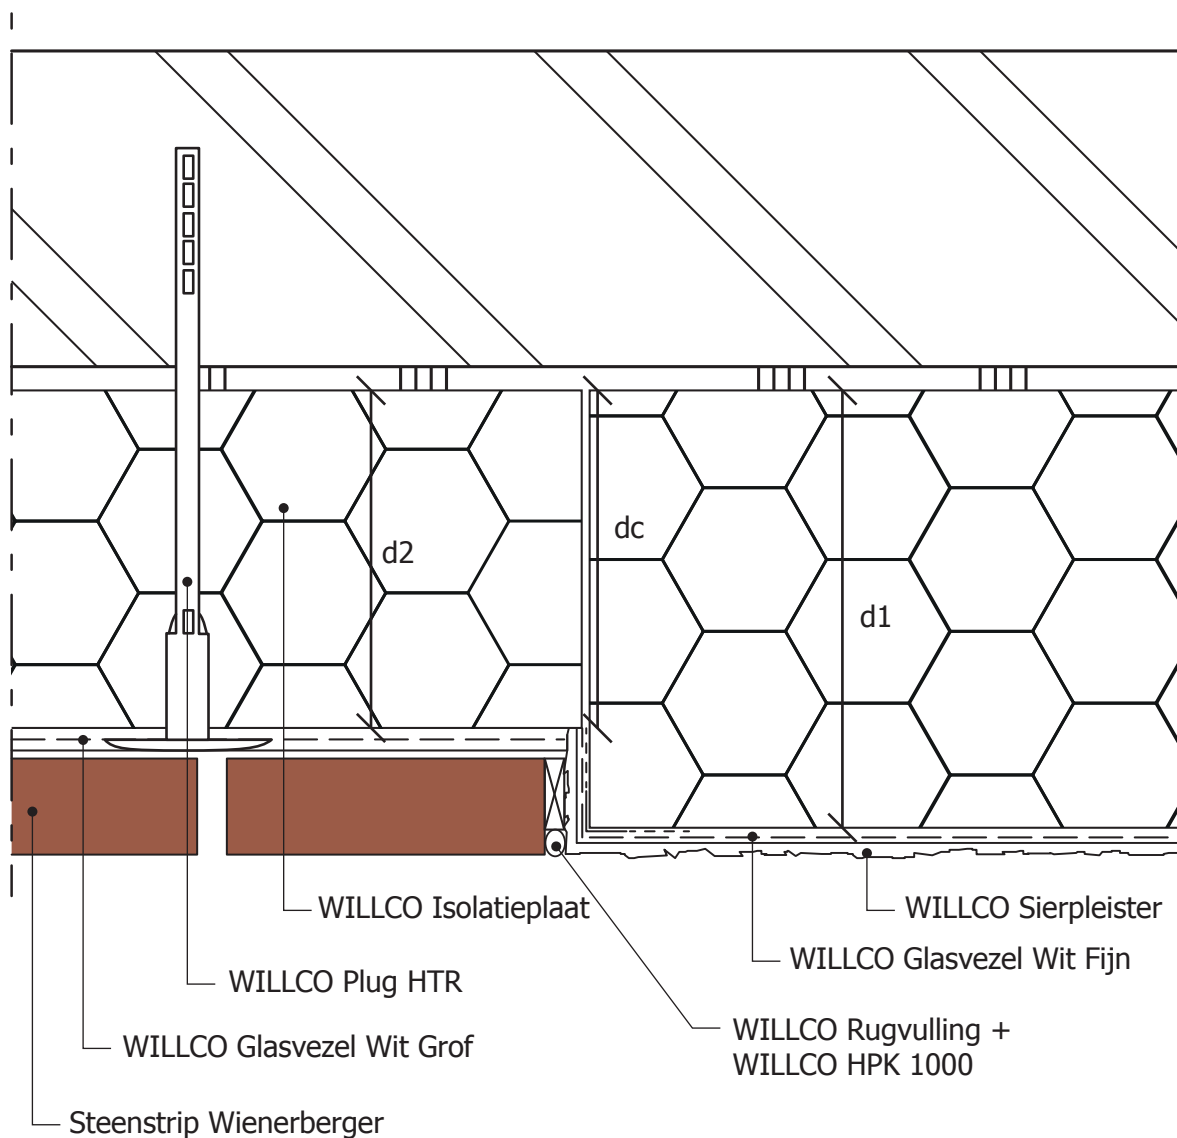 dc
d2
d1
WILLCO Isolatieplaat
WILLCO Sierpleister
WILLCO Glasvezel Wit Fijn
WILLCO Plug HTR
WILLCO Rugvulling +
WILLCO HPK 1000
WILLCO Glasvezel Wit Grof
Steenstrip Wienerberger